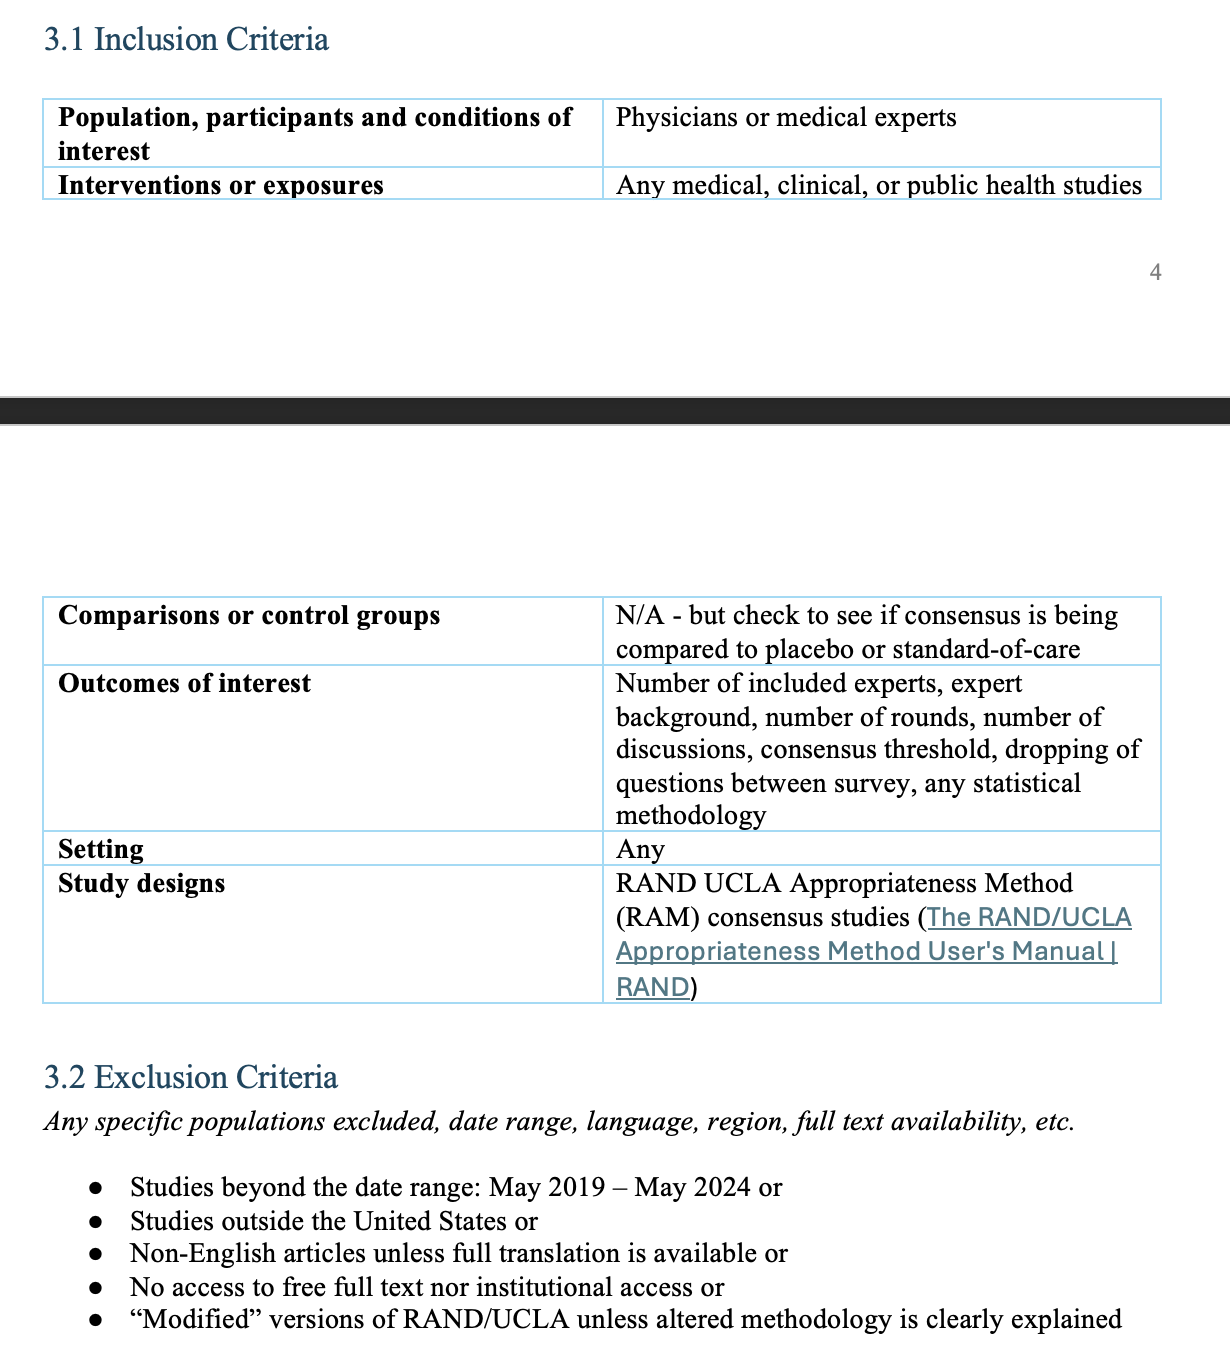 3.1 Inclusion Criteria
Population, participants and conditions of
interest
Physicians or medical experts
Interventions or exposures
Any medical, clinical, or public health studies
4
Comparisons or control groups
N/A - but check to see if consensus is being
compared to placebo or standard-of-care
Outcomes of interest
Number of included experts, expert
background, number of rounds, number of
discussions, consensus threshold, dropping of
questions between survey, any statistical
methodology
Setting
Any
Study designs
RAND UCLA Appropriateness Method
(RAM) consensus studies (The RAND/UCLA
Appropriateness Method User's Manual |
RAND)
3.2 Exclusion Criteria
Any specific populations excluded, date range, language, region, full text availability, etc.
● Studies beyond the date range: May 2019 – May 2024 or
● Studies outside the United States or
● Non-English articles unless full translation is available or
● No access to free full text nor institutional access or
● “Modified” versions of RAND/UCLA unless altered methodology is clearly explained